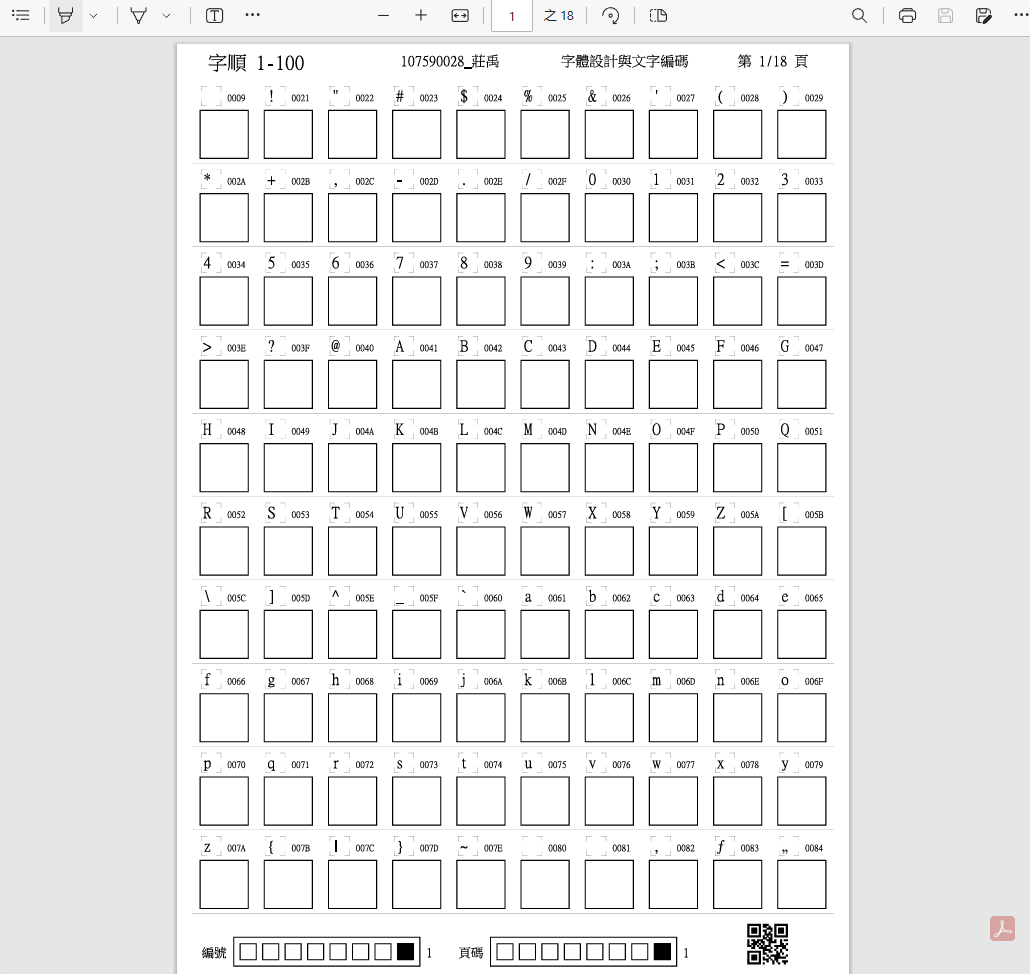 1 之 18
字順 1-100 107590028_莊禹 字體設計與文字編碼 第 1/18 頁
0009 ! 0021 " 0022 # 0023 $ 0024 % 0025 & 0026 ' 0027 ( 0028 ) 0029
* 002A + 002B , 002C - 002D . 002E / 002F 0 0030 1 0031 2 0032 3 0033
4 0034 5 0035 6 0036 7 0037 8 0038 9 0039 : 003A ; 003B < 003C = 003D
> 003E ? 003F @ 0040 A 0041 B 0042 C 0043 D 0044 E 0045 F 0046 G 0047
H 0048 I 0049 J 004A K 004B L 004C M 004D N 004E O 004F P 0050 Q 0051
R 0052 S 0053 T 0054 U 0055 V 0056 W 0057 X 0058 Y 0059 Z 005A [ 005B
\ 005C ] 005D ^ 005E _ 005F ` 0060 a 0061 b 0062 c 0063 d 0064 e 0065
f 0066 g 0067 h 0068 i 0069 j 006A k 006B l 006C m 006D n 006E o 006F
p 0070 q 0071 r 0072 s 0073 t 0074 u 0075 v 0076 w 0077 x 0078 y 0079
z 007A { 007B | 007C } 007D ~ 007E 0080 0081 ‚ 0082 ƒ 0083 „ 0084
編號 1 頁碼 1